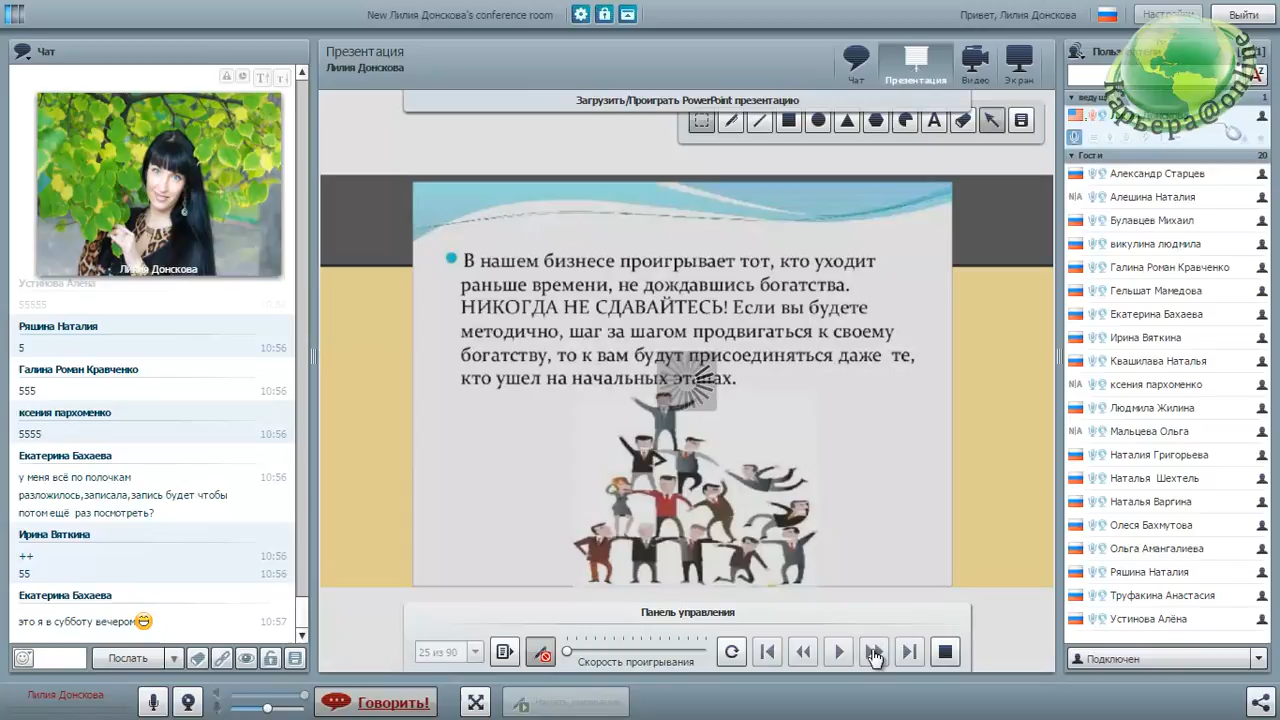 New Лилия Донскова's conference room
Привет, Лилия Донскова
Настройки
Выйти
карьера@онлайн
Чат
Лилия Донскова
Устинова Алёна
55555
Ряшина Наталия
5 10:56
Галина Роман Кравченко
555 10:56
ксения пархоменко
5555 10:56
Екатерина Бахаева
у меня всё по полочкам 10:56
разложилось,записала,запись будет чтобы
потом ещё раз посмотреть?
Ирина Вяткина
++ 10:56
55 10:56
Екатерина Бахаева
это я в субботу вечером 10:57
Послать
Презентация
Лилия Донскова
Чат
Презентация
Видео
Экран
Загрузить/Проиграть PowerPoint презентацию
В нашем бизнесе проигрывает тот, кто уходит
раньше времени, не дождавшись богатства.
НИКОГДА НЕ СДАВАЙТЕСЬ! Если вы будете
методично, шаг за шагом продвигаться к своему
богатству, то к вам будут присоединяться даже те,
кто ушел на начальных этапах.
Панель управления
25 из 90
Скорость проигрывания
1
Гости 20
Александр Старцев
N/A Алешина Наталия
Булавцев Михаил
викулина людмила
Галина Роман Кравченко
Гельшат Мамедова
Екатерина Бахаева
Ирина Вяткина
Квашилава Наталья
ксения пархоменко
Людмила Жилина
N/A Мальцева Ольга
Наталия Григорьева
Наталья Шехтель
Наталья Варгина
Олеся Бахмутова
Ольга Амангалиева
Ряшина Наталия
Труфакина Анастасия
Устинова Алёна
Подключен
Лилия Донскова
Говорить!